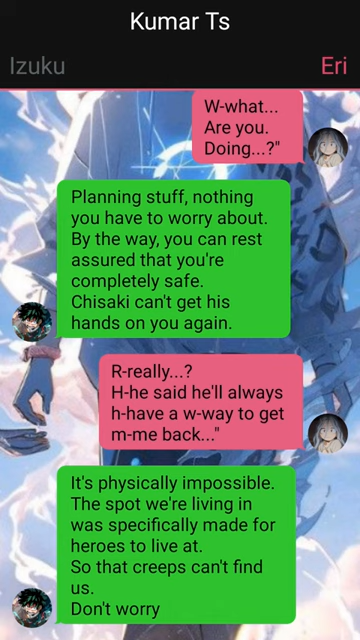 Kumar Ts
Izuku
Eri
W-what...
Are you.
Doing...?"
Planning stuff, nothing
you have to worry about.
By the way, you can rest
assured that you're
completely safe.
Chisaki can't get his
hands on you again.
R-really...?
H-he said he'll always
h-have a w-way to get
m-me back..."
It's physically impossible.
The spot we're living in
was specifically made for
heroes to live at.
So that creeps can't find
us.
Don't worry